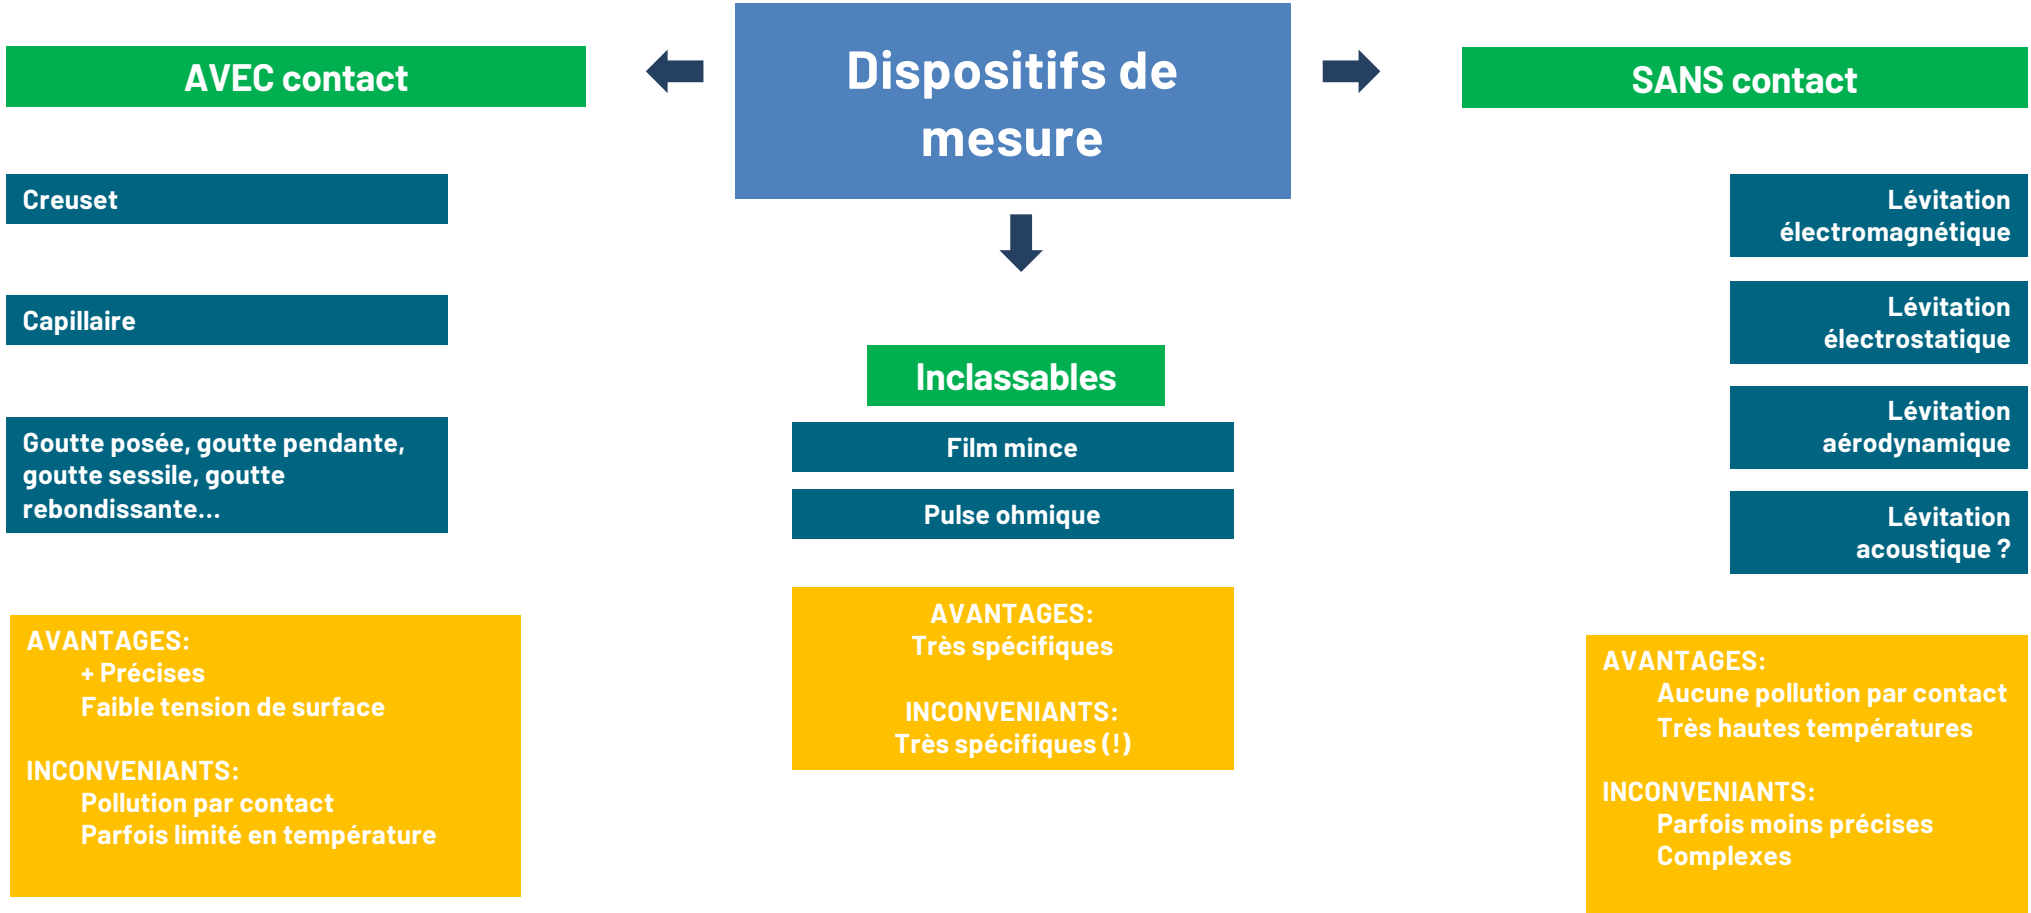 Dispositifs de
mesure
AVEC contact
Creuset
Capillaire
Goutte posée, goutte pendante,
goutte sessile, goutte
rebondissante...
AVANTAGES:
+ Précises
Faible tension de surface
INCONVENIANTS:
Pollution par contact
Parfois limité en température
Inclassables
Film mince
Pulse ohmique
AVANTAGES:
Très spécifiques
INCONVENIANTS:
Très spécifiques (!)
SANS contact
Lévitation
électromagnétique
Lévitation
électrostatique
Lévitation
aérodynamique
Lévitation
acoustique ?
AVANTAGES:
Aucune pollution par contact
Très hautes températures
INCONVENIANTS:
Parfois moins précises
Complexes